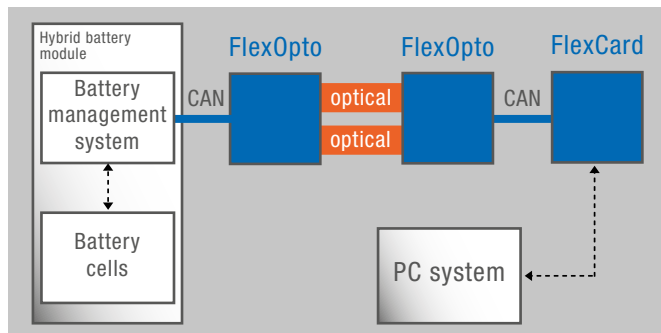 Hybrid battery
module
Battery
management
system
Battery
cells
CAN
FlexOpto
optical
optical
FlexOpto
CAN
FlexCard
PC system